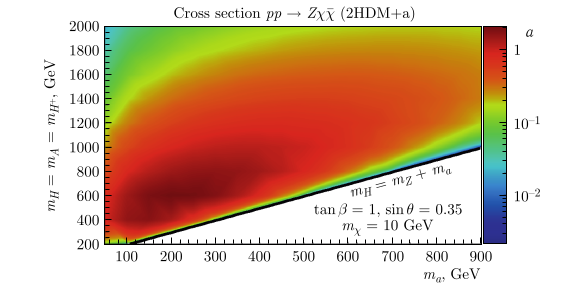 Cross section pp → Zχχ̄ (2HDM+a)
m_H = m_A = m_{H⁺}, GeV
2000
1800
1600
1400
1200
1000
800
600
400
200
m_H = m_Z + m_a
tan β = 1, sin θ = 0.35
m_χ = 10 GeV
100 200 300 400 500 600 700 800 900
m_a, GeV
a
1
10⁻¹
10⁻²